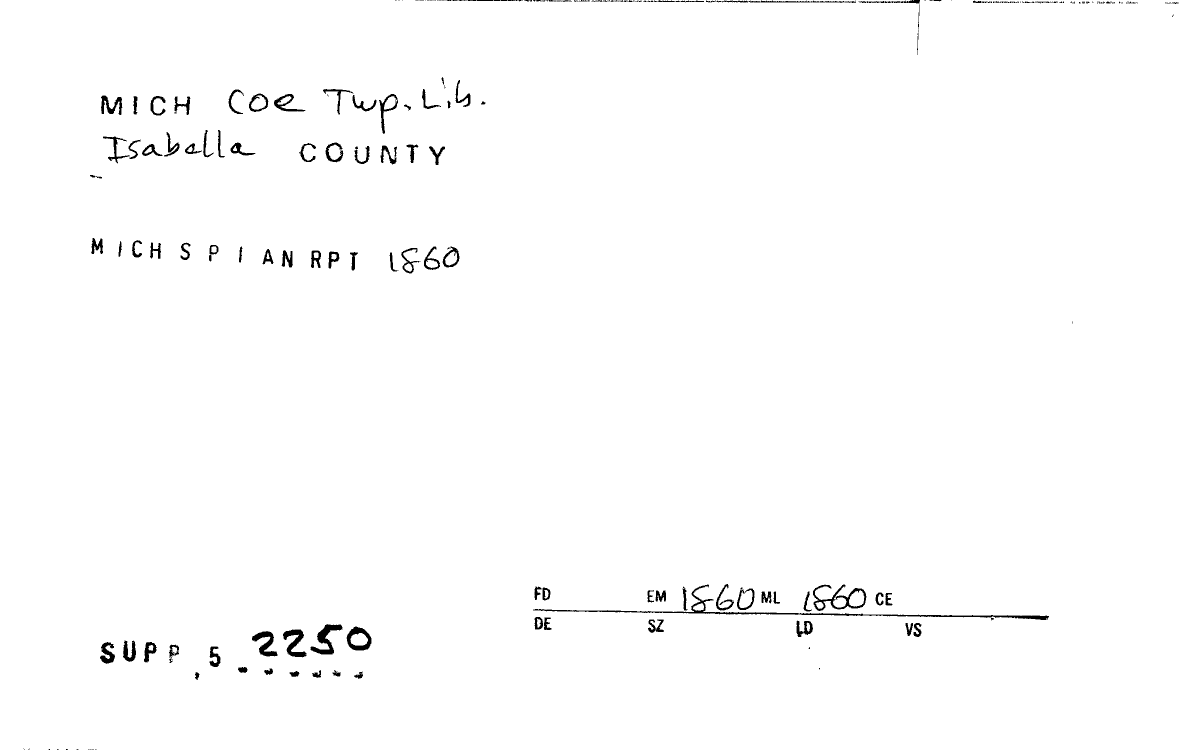 MICH Coe Twp. Lib.
Isabella COUNTY
MICH S P I AN RPT 1860
FD EM 1860 ML 1860 CE
DE SZ LD VS
SUPP, 5 2250